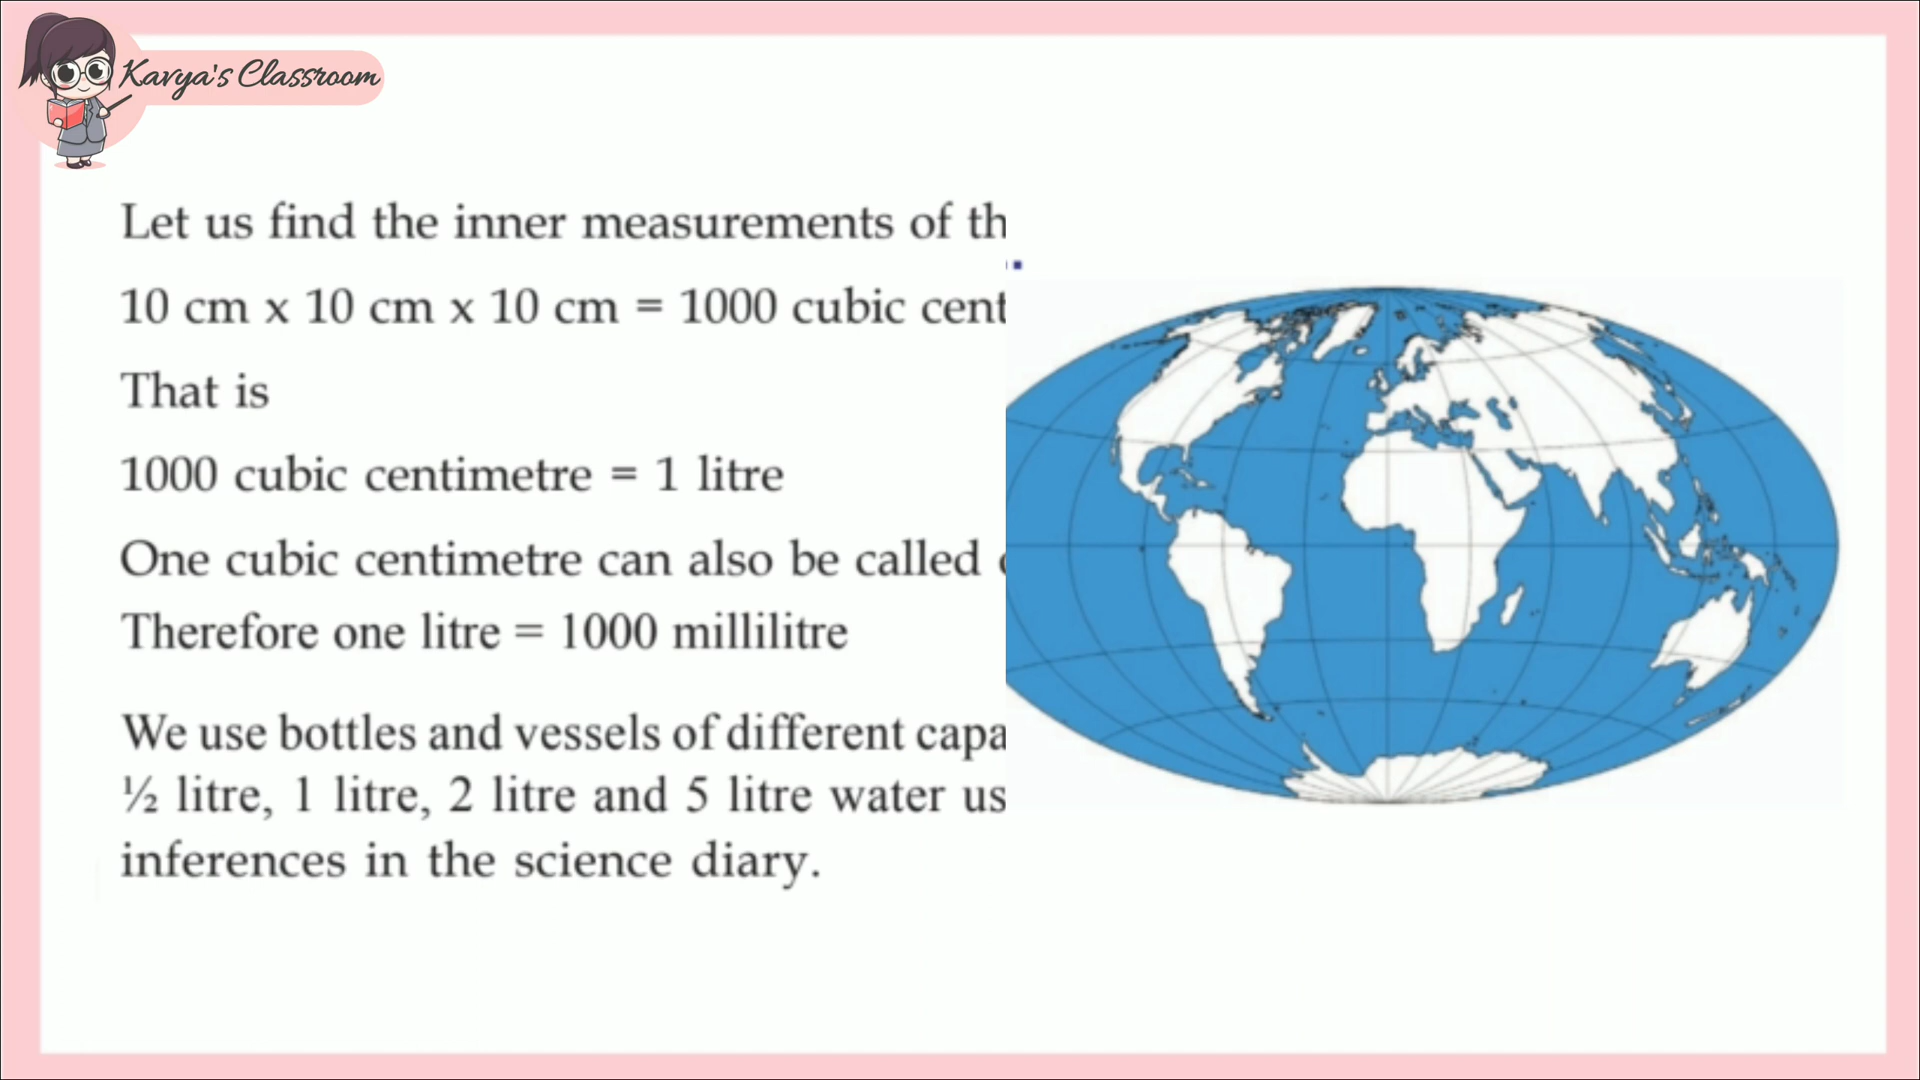 Kavya's Classroom
Let us find the inner measurements of th
10 cm x 10 cm x 10 cm = 1000 cubic cent
That is
1000 cubic centimetre = 1 litre
One cubic centimetre can also be called
Therefore one litre = 1000 millilitre
We use bottles and vessels of different capa
½ litre, 1 litre, 2 litre and 5 litre water us
inferences in the science diary.